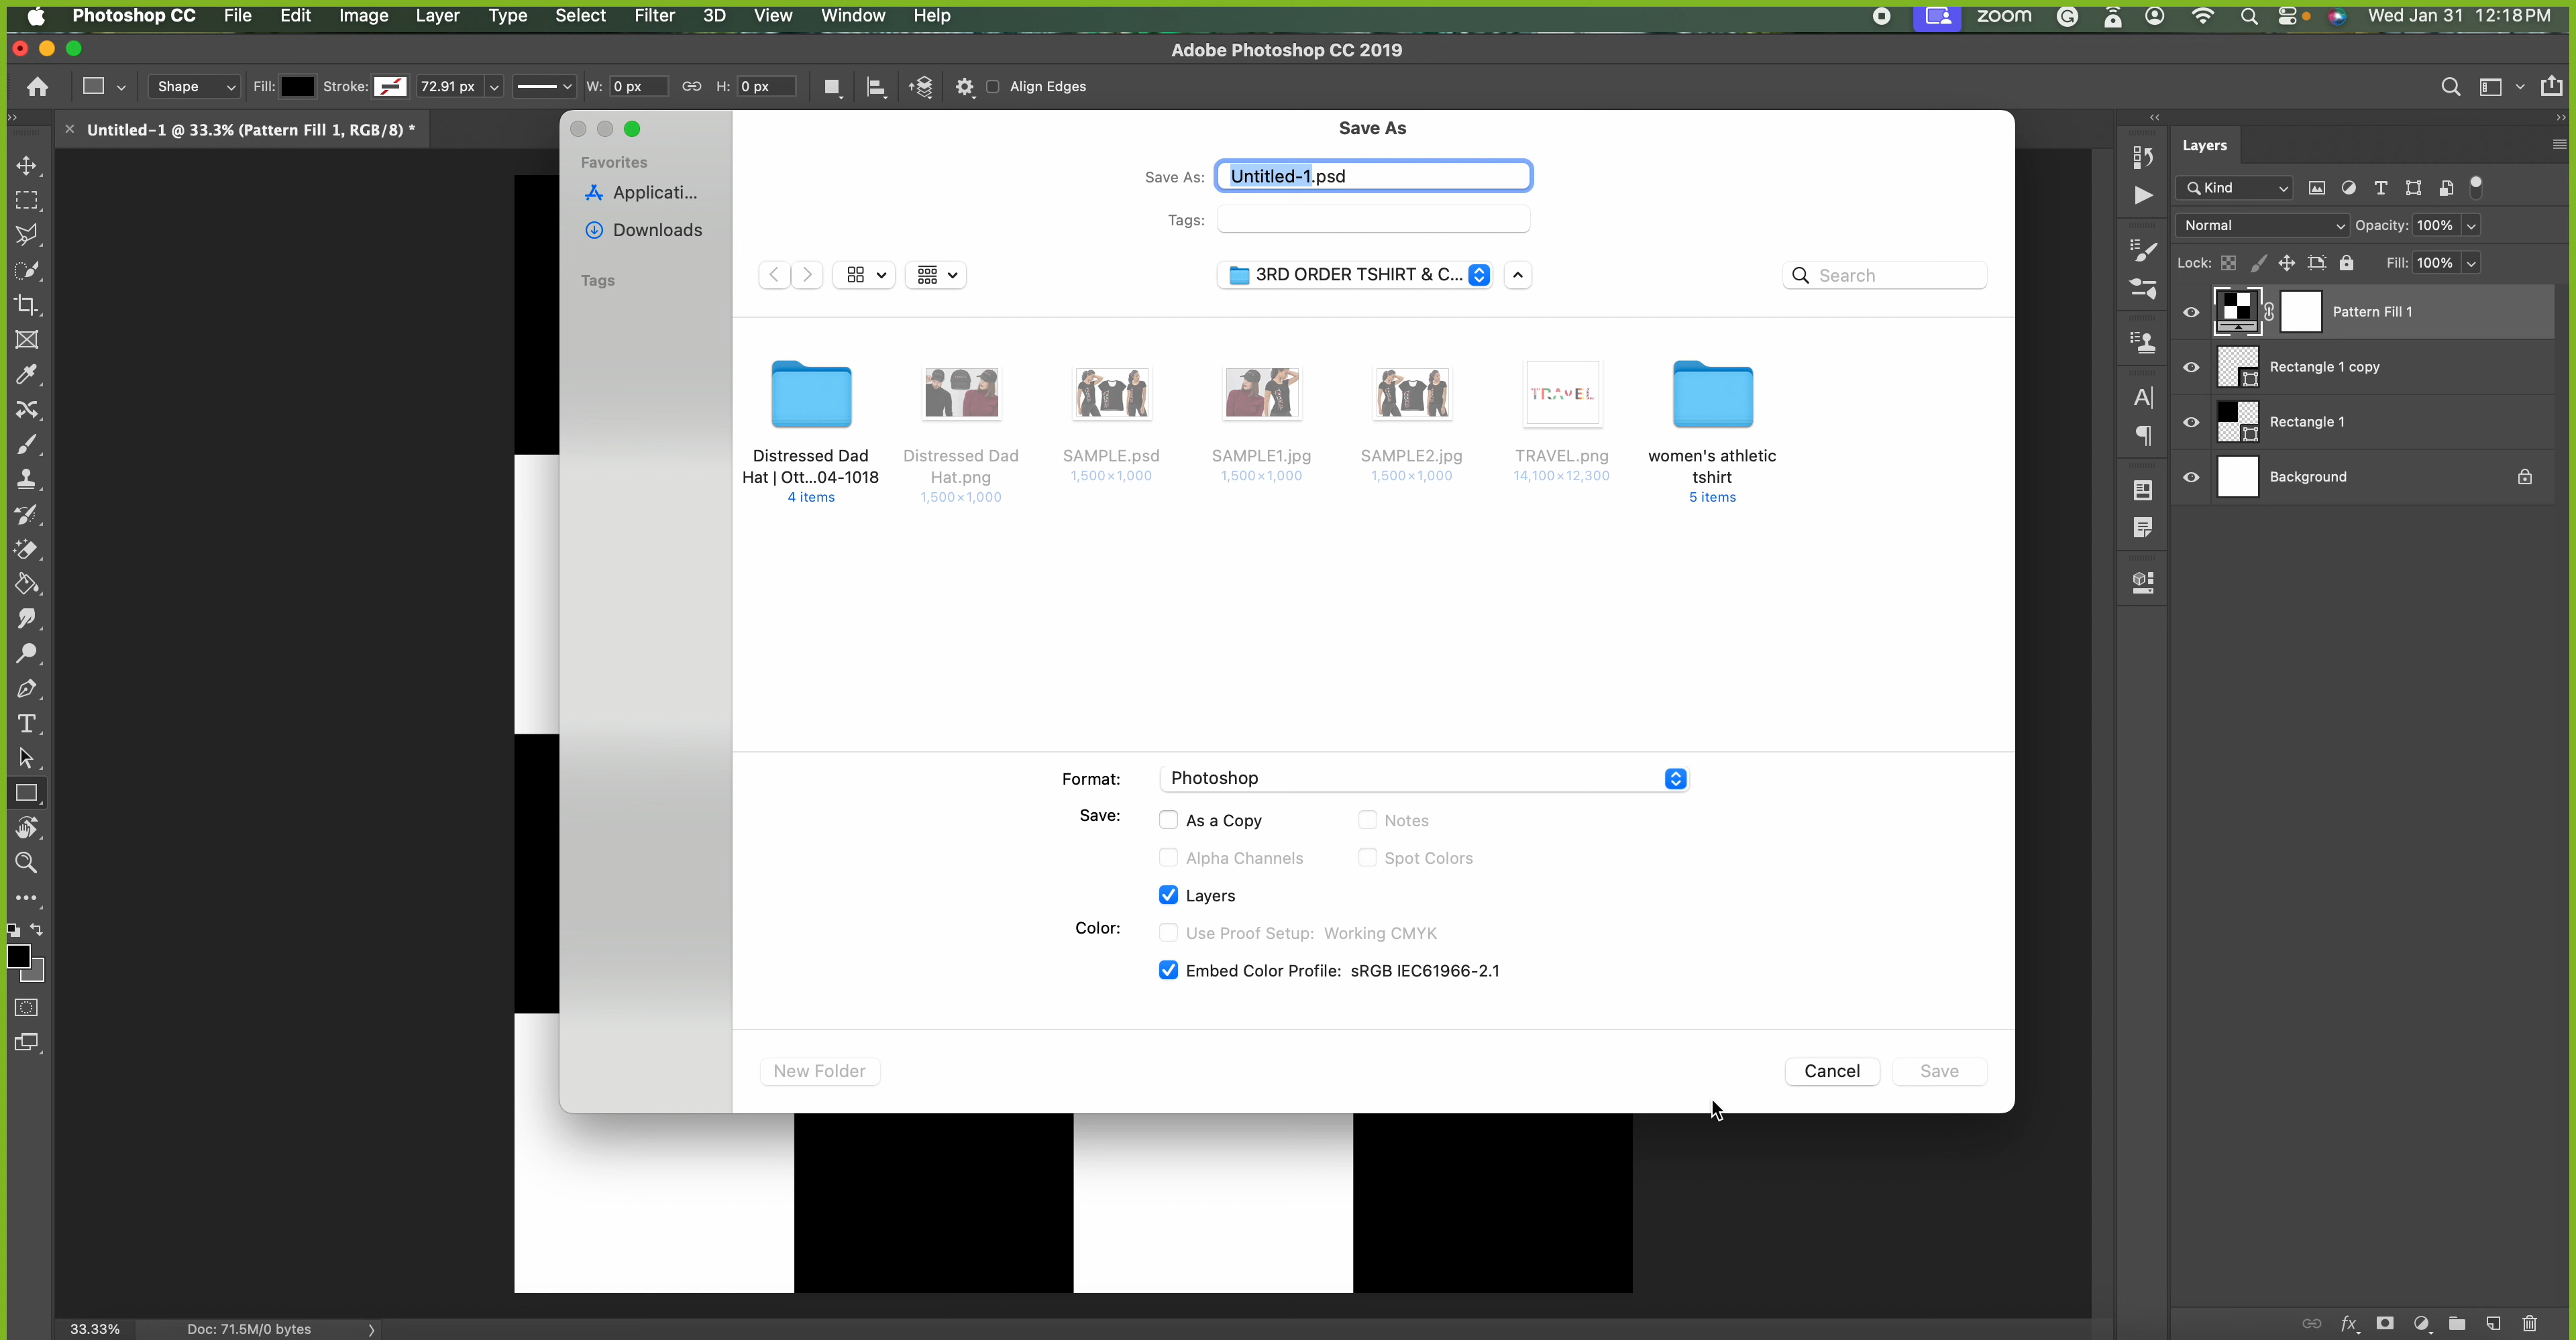 Photoshop CC File Edit Image Layer Type Select Filter 3D View Window Help zoom Wed Jan 31 12:18 PM
Adobe Photoshop CC 2019
Shape Fill: Stroke: 72.91 px W: 0 px H: 0 px Align Edges
Untitled-1 @ 33.3% (Pattern Fill 1, RGB/8) *
Save As
Favorites
Applicati...
Downloads
Tags
Save As: Untitled-1.psd
Tags:
3RD ORDER TSHIRT & C...
Search
Distressed Dad
Hat | Ott...04-1018
4 items
Distressed Dad
Hat.png
1,500×1,000
SAMPLE.psd
1,500×1,000
SAMPLE1.jpg
1,500×1,000
SAMPLE2.jpg
1,500×1,000
TRAVEL
TRAVEL.png
14,100×12,300
women's athletic
tshirt
5 items
Format: Photoshop
Save: As a Copy Notes
Alpha Channels Spot Colors
Layers
Color: Use Proof Setup: Working CMYK
Embed Color Profile: sRGB IEC61966-2.1
New Folder Cancel Save
Layers
Kind
Normal Opacity: 100%
Lock: Fill: 100%
Pattern Fill 1
Rectangle 1 copy
Rectangle 1
Background
33.33% Doc: 71.5M/0 bytes